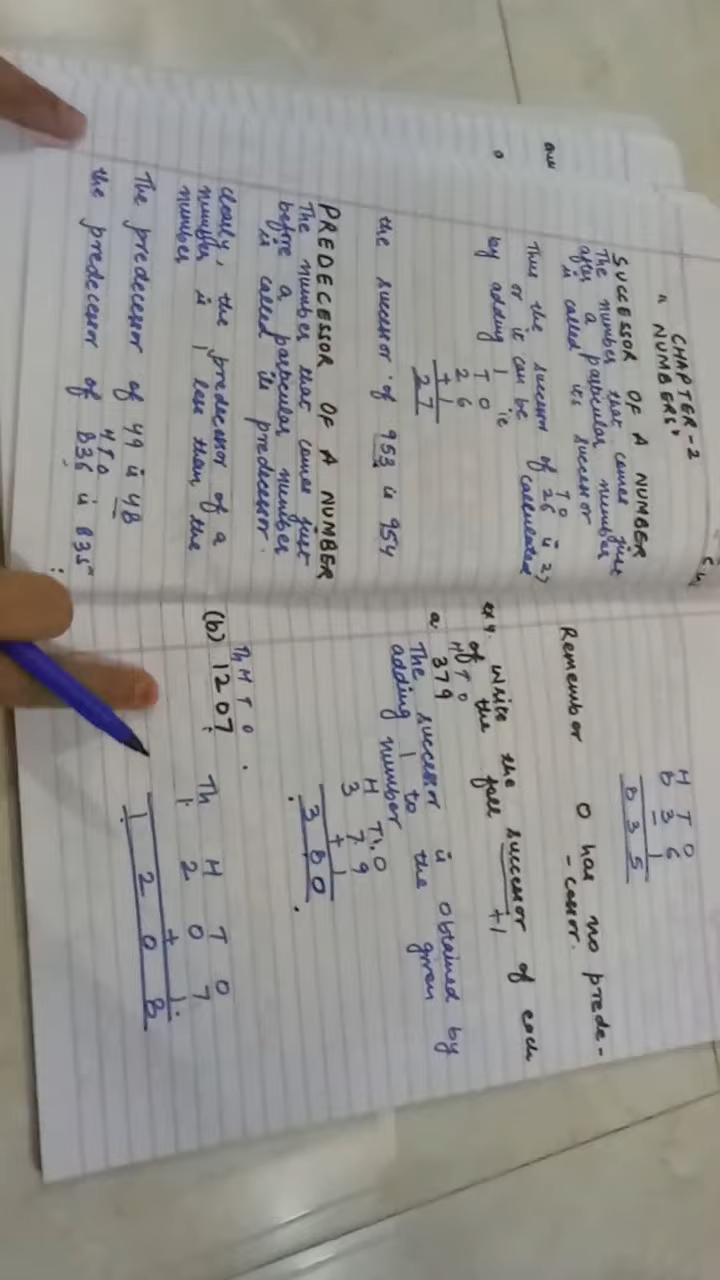 CHAPTER-2
"NUMBERS"
SUCCESSOR OF A NUMBER
The number that comes just
after a particular number
is called its successor
T O
Thus the successor of 26 is 27
or it can be calculated
by adding 1 ie
T O
2 6
+ 1
2 7
the successor of 953 is 954
PREDECESSOR OF A NUMBER
The number that comes just
before a particular number
is called its predecessor.
clearly, the predecessor of a
number is 1 less than the
number
The predecessor of 49 is 48
H T O
the predecessor of 836 is 835"
H T O
8 3 6
- 1
8 3 5
Remember 0 has no prede-
-cessor.
ex 4. Write the successor of each
of the foll +1
H T O
a 379
The successor is obtained by
adding 1 to the given
number
H T O
3 7 9
+ 1
3 8 0
Th H T O
(b) 1207
Th H T O
1 2 0 7
+ 1
1 2 0 8